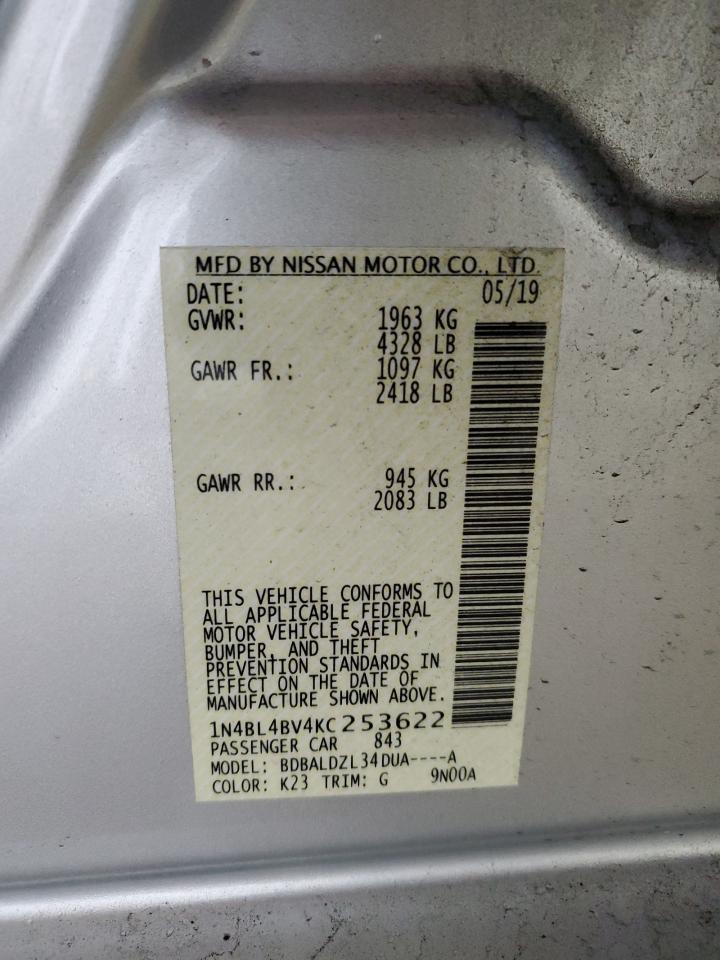 MFD BY NISSAN MOTOR CO., LTD.
DATE: 05/19
GVWR: 1963 KG
4328 LB
GAWR FR.: 1097 KG
2418 LB
GAWR RR.: 945 KG
2083 LB
THIS VEHICLE CONFORMS TO
ALL APPLICABLE FEDERAL
MOTOR VEHICLE SAFETY,
BUMPER, AND THEFT
PREVENTION STANDARDS IN
EFFECT ON THE DATE OF
MANUFACTURE SHOWN ABOVE.
1N4BL4BV4KC253622
PASSENGER CAR 843
MODEL: BDBALDZL34DUA----A
COLOR: K23 TRIM: G 9N00A